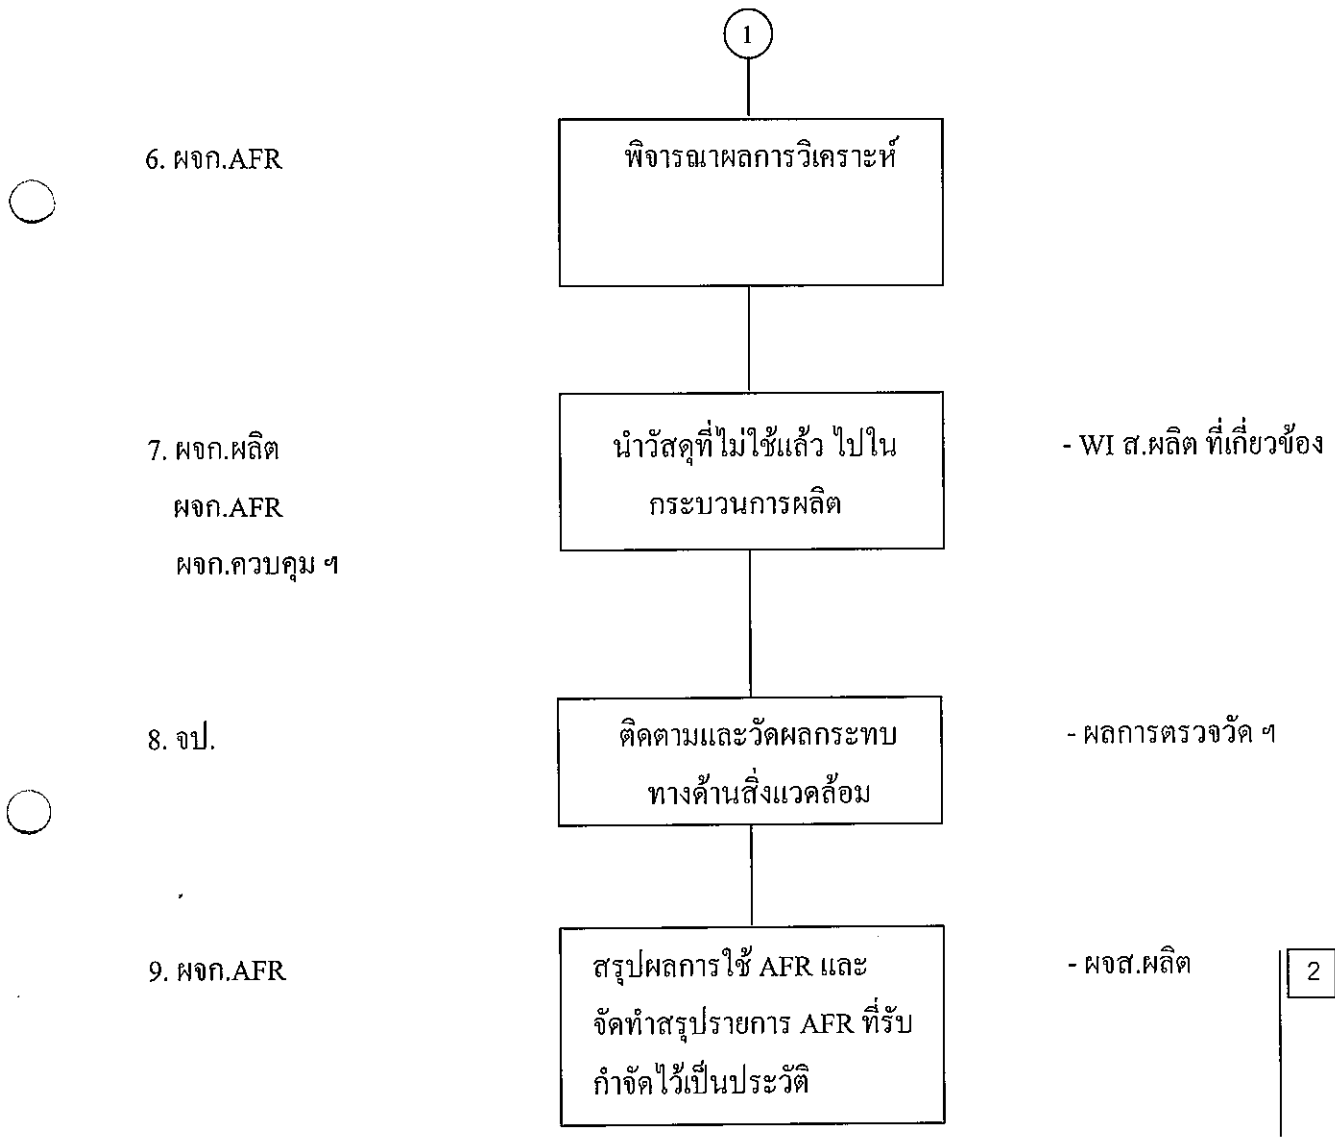 1
6. ผจก.AFR
พิจารณาผลการวิเคราะห์
7. ผจก.ผลิต
ผจก.AFR
ผจก.ควบคุม ฯ
นำวัสดุที่ไม่ใช้แล้ว ไปใน
กระบวนการผลิต
- WI ส.ผลิต ที่เกี่ยวข้อง
8. จป.
ติดตามและวัดผลกระทบ
ทางด้านสิ่งแวดล้อม
- ผลการตรวจวัด ฯ
9. ผจก.AFR
สรุปผลการใช้ AFR และ
จัดทำสรุปรายการ AFR ที่รับ
กำจัดไว้เป็นประวัติ
- ผจส.ผลิต
2